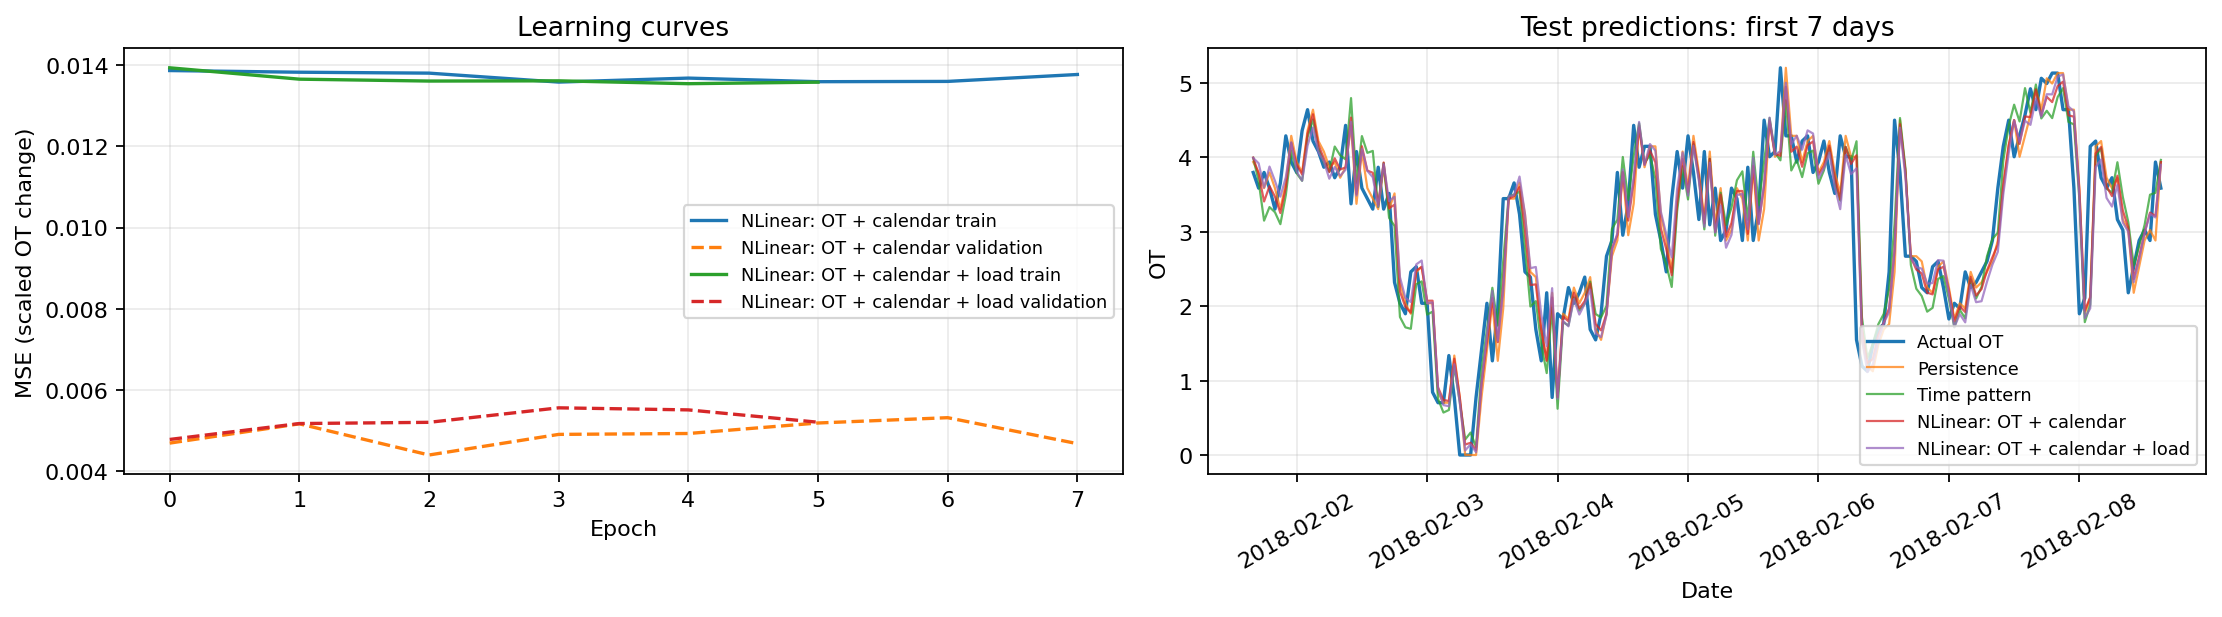 Learning curves
0.014
0.012
0.010
0.008
0.006
0.004
MSE (scaled OT change)
NLinear: OT + calendar train
NLinear: OT + calendar validation
NLinear: OT + calendar + load train
NLinear: OT + calendar + load validation
0 1 2 3 4 5 6 7
Epoch
Test predictions: first 7 days
5
4
3
2
1
0
OT
Actual OT
Persistence
Time pattern
NLinear: OT + calendar
NLinear: OT + calendar + load
2018-02-02 2018-02-03 2018-02-04 2018-02-05 2018-02-06 2018-02-07 2018-02-08
Date